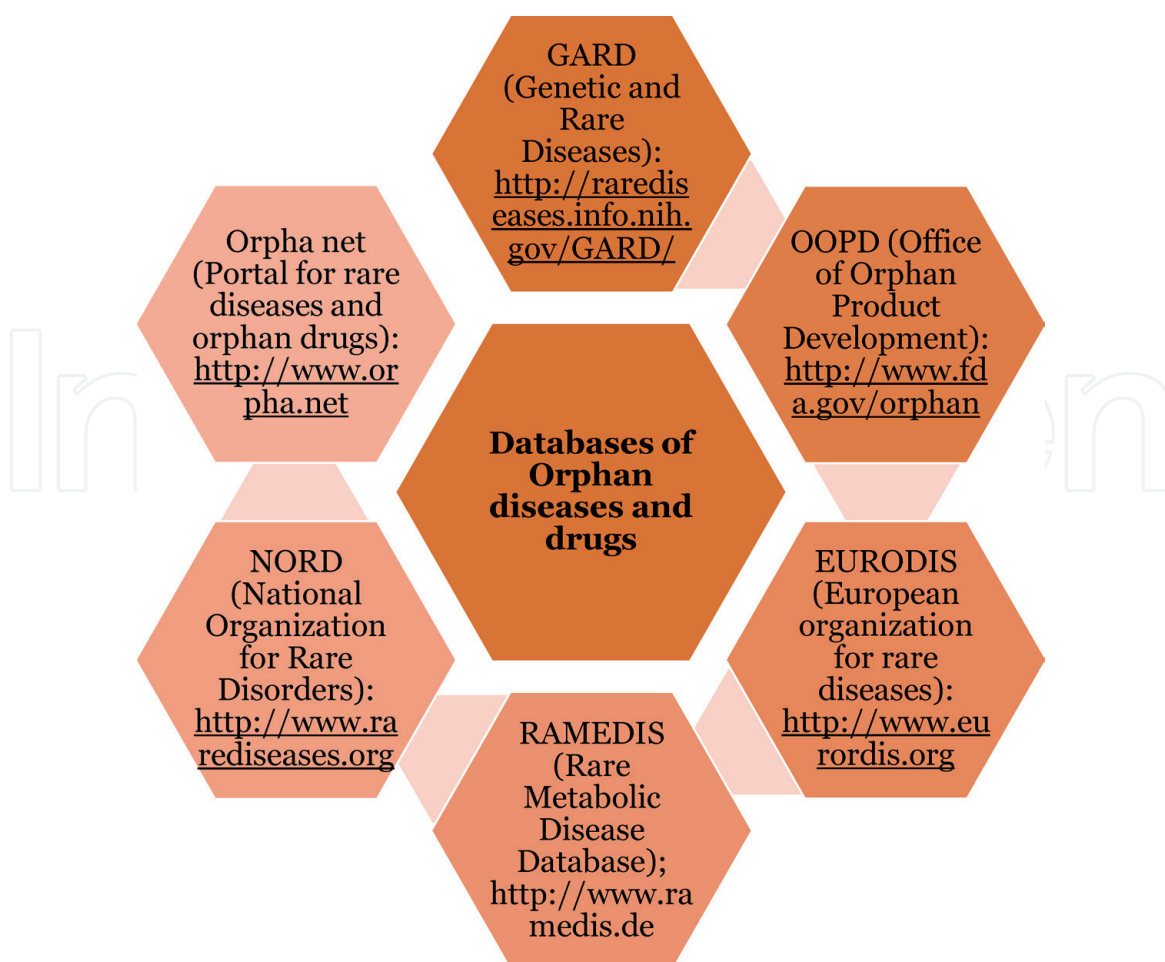 GARD
(Genetic and
Rare
Diseases):
http://raredis
eases.info.nih.
gov/GARD/
OOPD (Office
of Orphan
Product
Development):
http://www.fd
a.gov/orphan
EURODIS
(European
organization
for rare
diseases):
http://www.eu
rordis.org
RAMEDIS
(Rare
Metabolic
Disease
Database);
http://www.ra
medis.de
NORD
(National
Organization
for Rare
Disorders):
http://www.ra
rediseases.org
Orpha net
(Portal for rare
diseases and
orphan drugs):
http://www.or
pha.net
Databases of
Orphan
diseases and
drugs